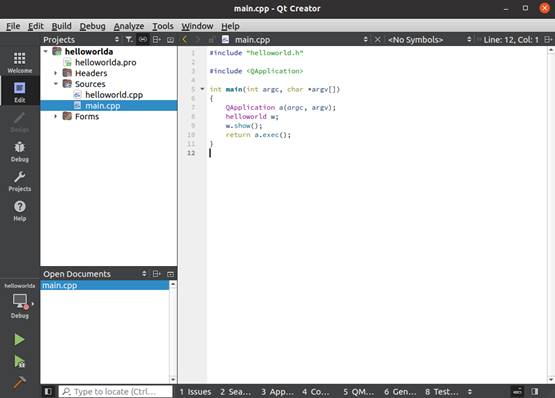 main.cpp - Qt Creator
File Edit Build Debug Analyze Tools Window Help
Projects
main.cpp
<No Symbols>
Line: 12, Col: 1
Welcome
Edit
Design
Debug
Projects
Help
helloworlda
helloworlda.pro
Headers
Sources
helloworld.cpp
main.cpp
Forms
1 #include "helloworld.h"
2
3 #include <QApplication>
4
5 int main(int argc, char *argv[])
6 {
7 QApplication a(argc, argv);
8 helloworld w;
9 w.show();
10 return a.exec();
11 }
12
Open Documents
main.cpp
helloworlda
Debug
Type to locate (Ctrl...
1 Issues 2 Sea... 3 App... 4 Co... 5 QM... 6 Gen... 8 Test...